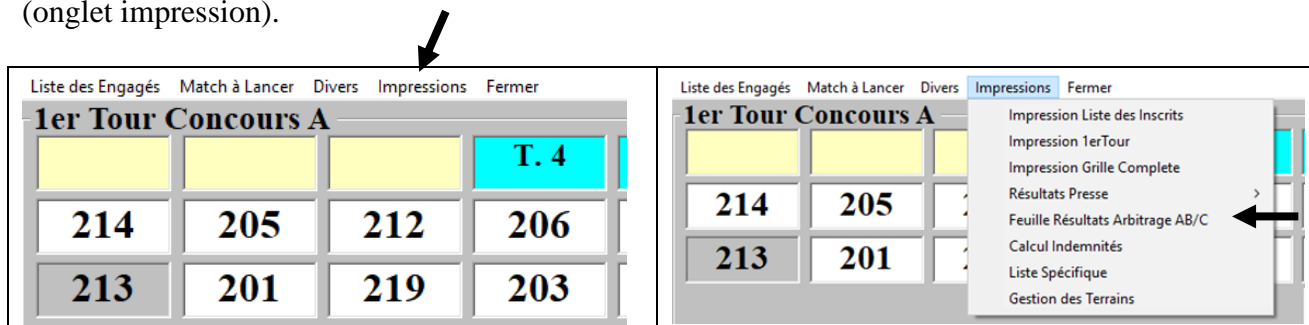 (onglet impression).
Liste des Engagés Match à Lancer Divers Impressions Fermer
1er Tour Concours A
T. 4
214 205 212 206
213 201 219 203
Liste des Engagés Match à Lancer Divers Impressions Fermer
1er Tour Concours A
214 205
213 201
Impression Liste des Inscrits
Impression 1erTour
Impression Grille Complete
Résultats Presse >
Feuille Résultats Arbitrage AB/C
Calcul Indemnités
Liste Spécifique
Gestion des Terrains